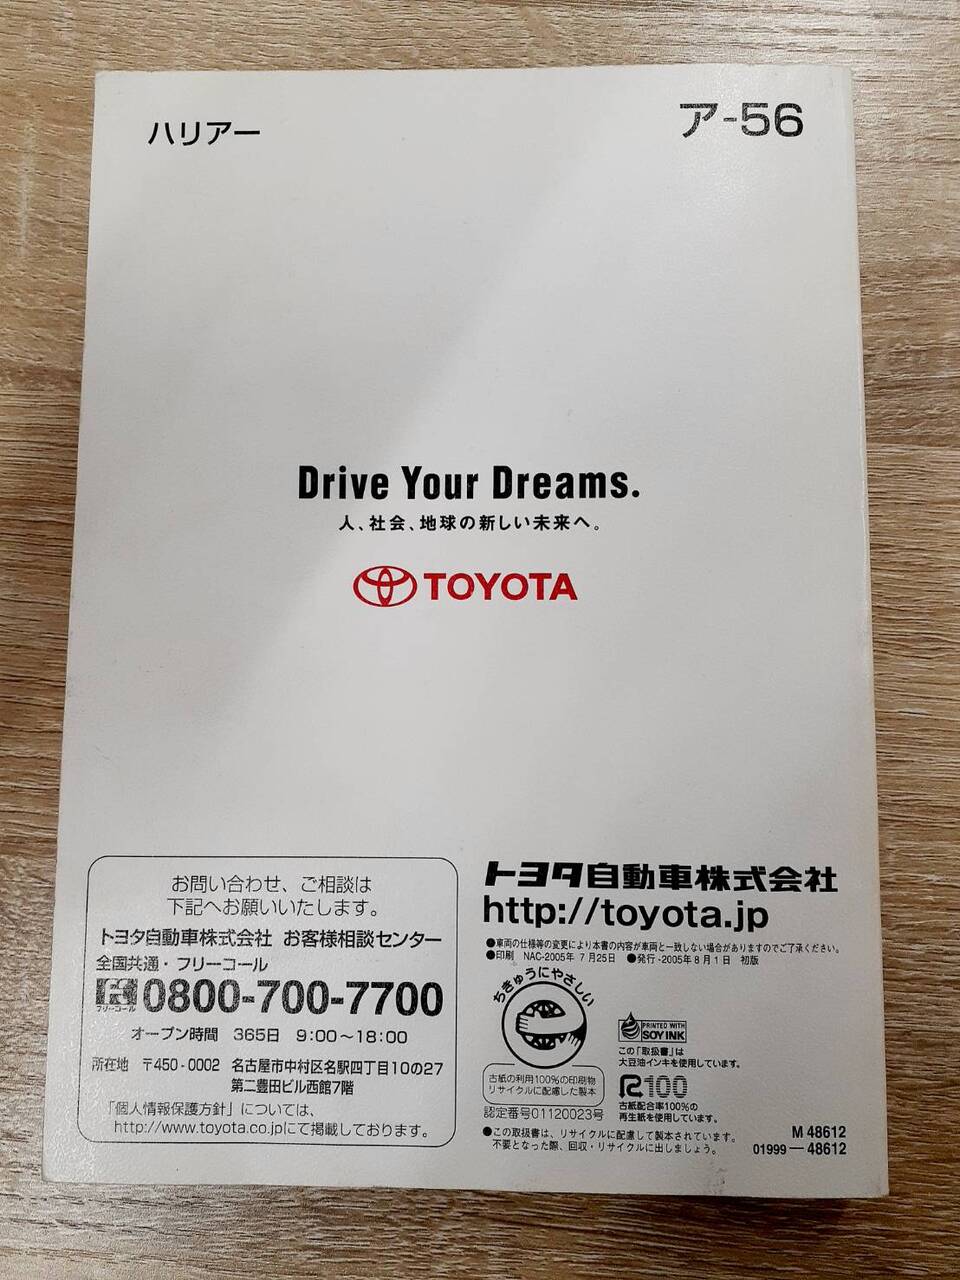 ハリアー
ア-56
Drive Your Dreams.
人、社会、地球の新しい未来へ。
TOYOTA
お問い合わせ、ご相談は
下記へお願いいたします。
トヨタ自動車株式会社 お客様相談センター
全国共通・フリーコール
フリーコール 0800-700-7700
オープン時間 365日 9:00～18:00
所在地 〒450-0002 名古屋市中村区名駅四丁目10の27
第二豊田ビル西館7階
「個人情報保護方針」については、
http://www.toyota.co.jpにて掲載しております。
トヨタ自動車株式会社
http://toyota.jp
●車両の仕様等の変更により本書の内容が車両と一致しない場合がありますのでご了承ください。
●印刷 NAC-2005年 7月25日 ●発行-2005年8月1日 初版
ちきゅうにやさしい
古紙の利用100%の印刷物
リサイクルに配慮した製本
認定番号01120023号
PRINTED WITH
SOY INK
この「取扱書」は
大豆油インキを使用しています。
R100
古紙配合率100%の
再生紙を使用しています。
●この取扱書は、リサイクルに配慮して製本されています。
不要となった際、回収・リサイクルに出しましょう。
M 48612
01999－48612